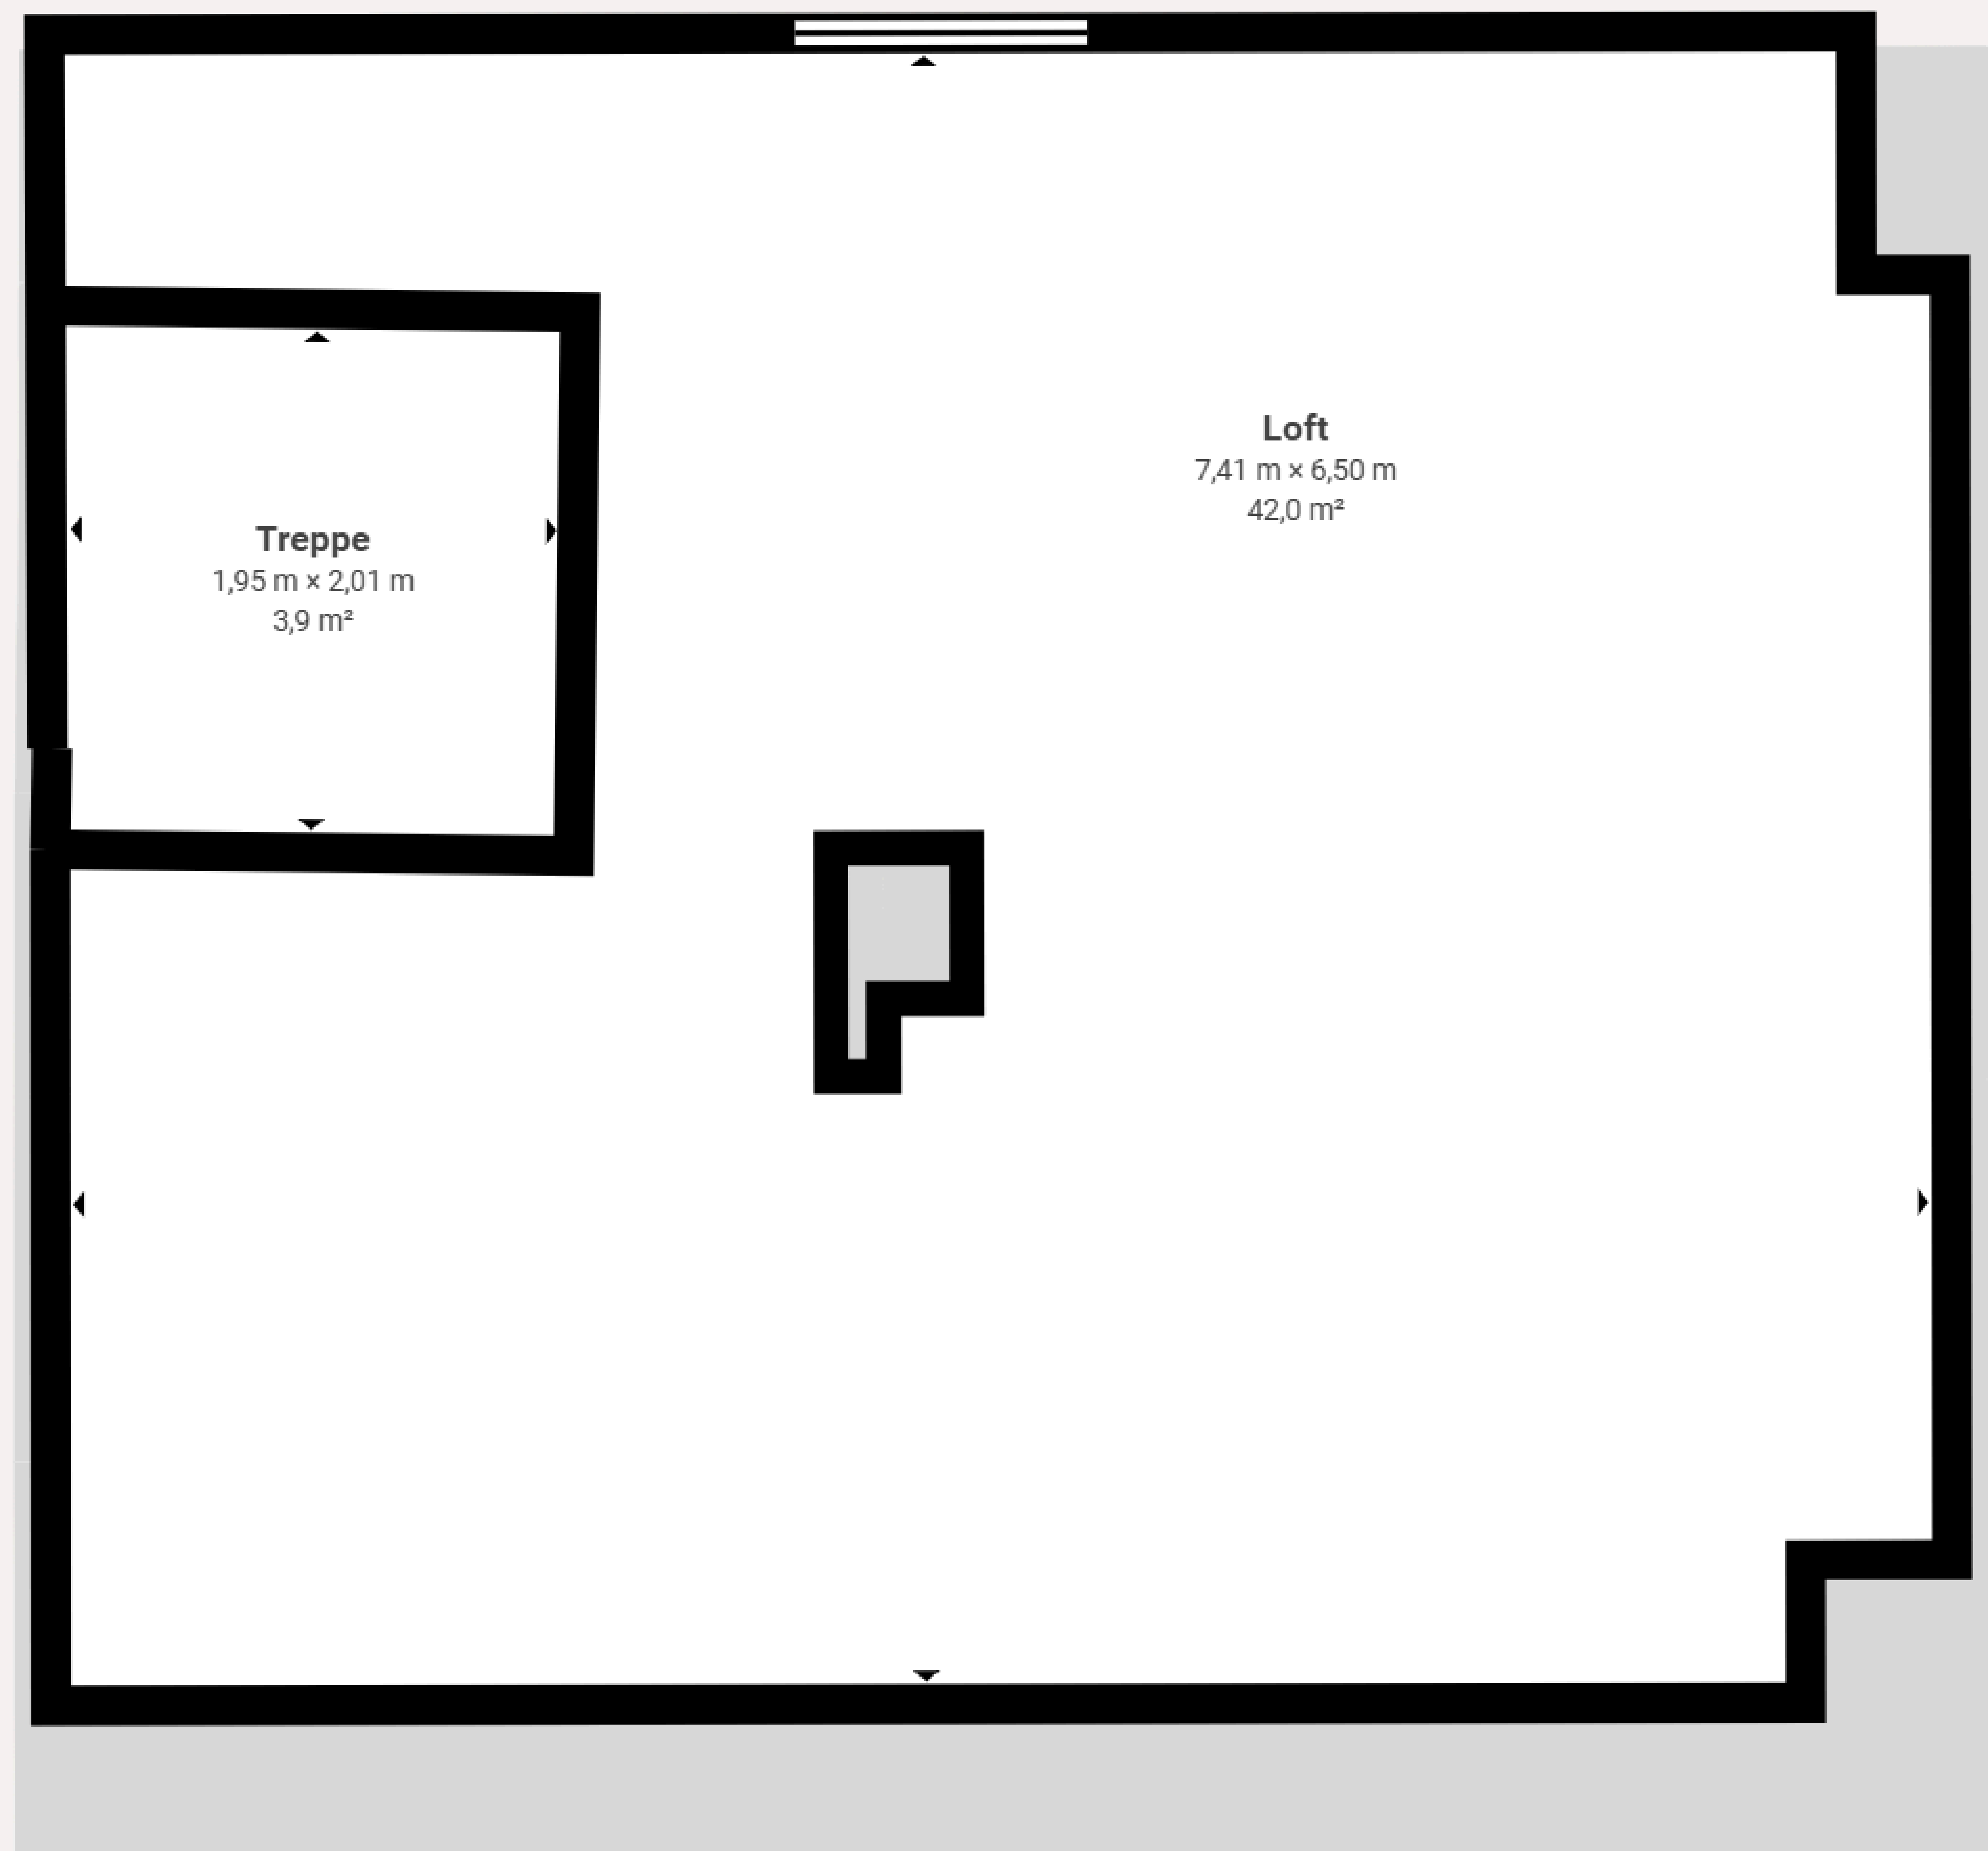 Loft
7,41 m × 6,50 m
42,0 m²
Treppe
1,95 m × 2,01 m
3,9 m²